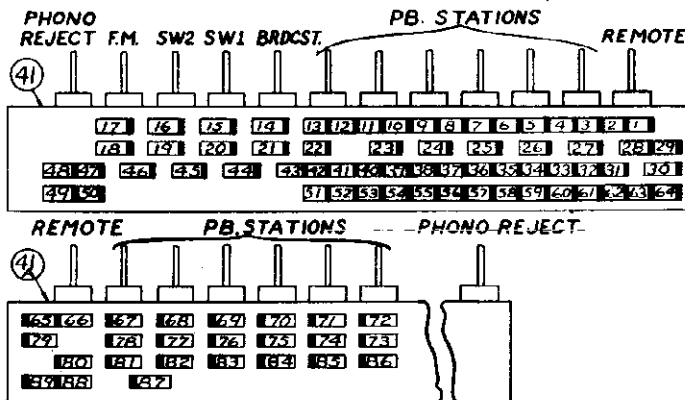 PB. STATIONS
PHONO REJECT F.M. SW2 SW1 BRDCST. REMOTE
41
17 16 15 14 13 12 11 10 9 8 7 6 5 4 3 2 1
18 19 20 21 22 23 24 25 26 27 28 29
48 47 46 45 44 43 42 41 40 39 38 37 36 35 34 33 32 31 30
49 50 51 52 53 54 55 56 57 58 59 60 61 62 63 64
REMOTE PB. STATIONS PHONO REJECT
41
65 66 67 68 69 70 71 72
79 78 77 76 75 74 73
80 81 82 83 84 85 86
89 88 87